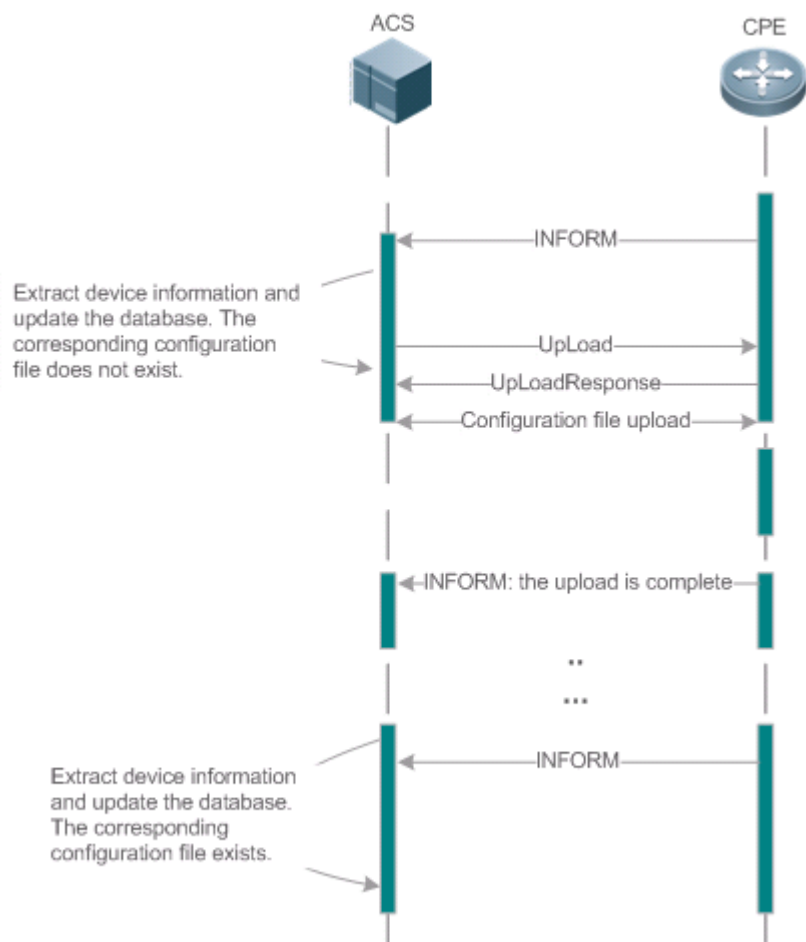 ACS
CPE
INFORM
Extract device information and
update the database. The
corresponding configuration
file does not exist.
UpLoad
UpLoadResponse
Configuration file upload
INFORM: the upload is complete
..
...
INFORM
Extract device information
and update the database.
The corresponding
configuration file exists.